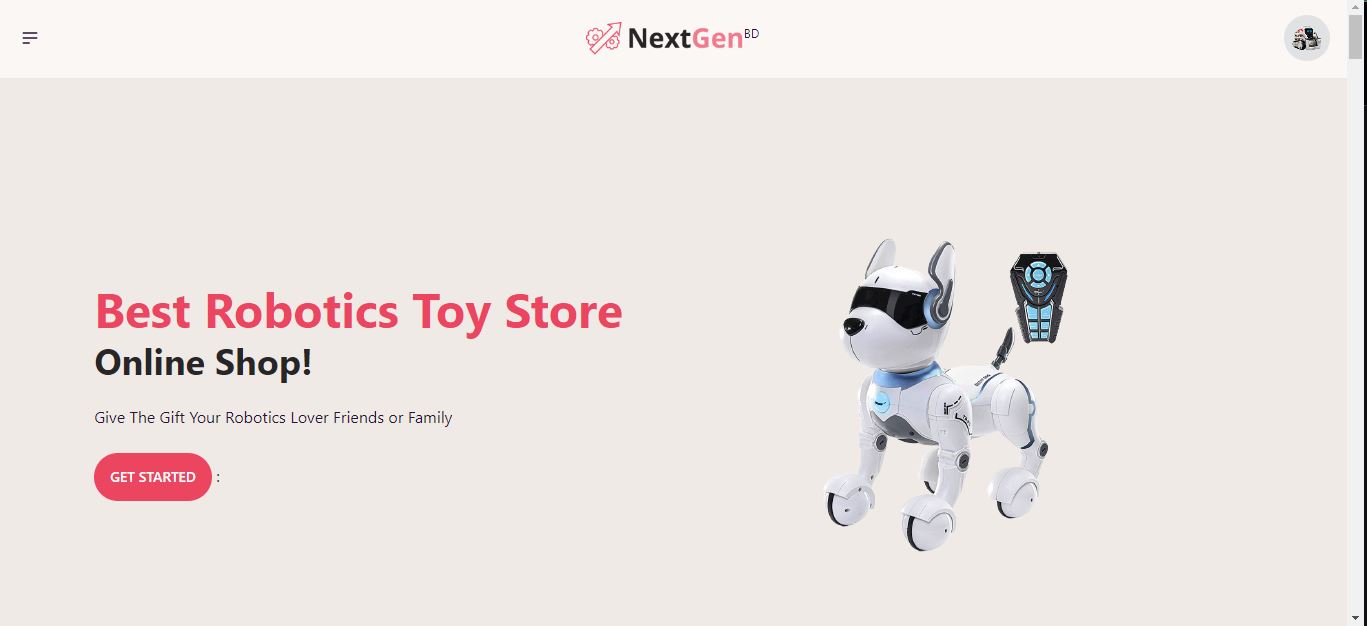 NextGen BD
Best Robotics Toy Store
Online Shop!
Give The Gift Your Robotics Lover Friends or Family
GET STARTED :